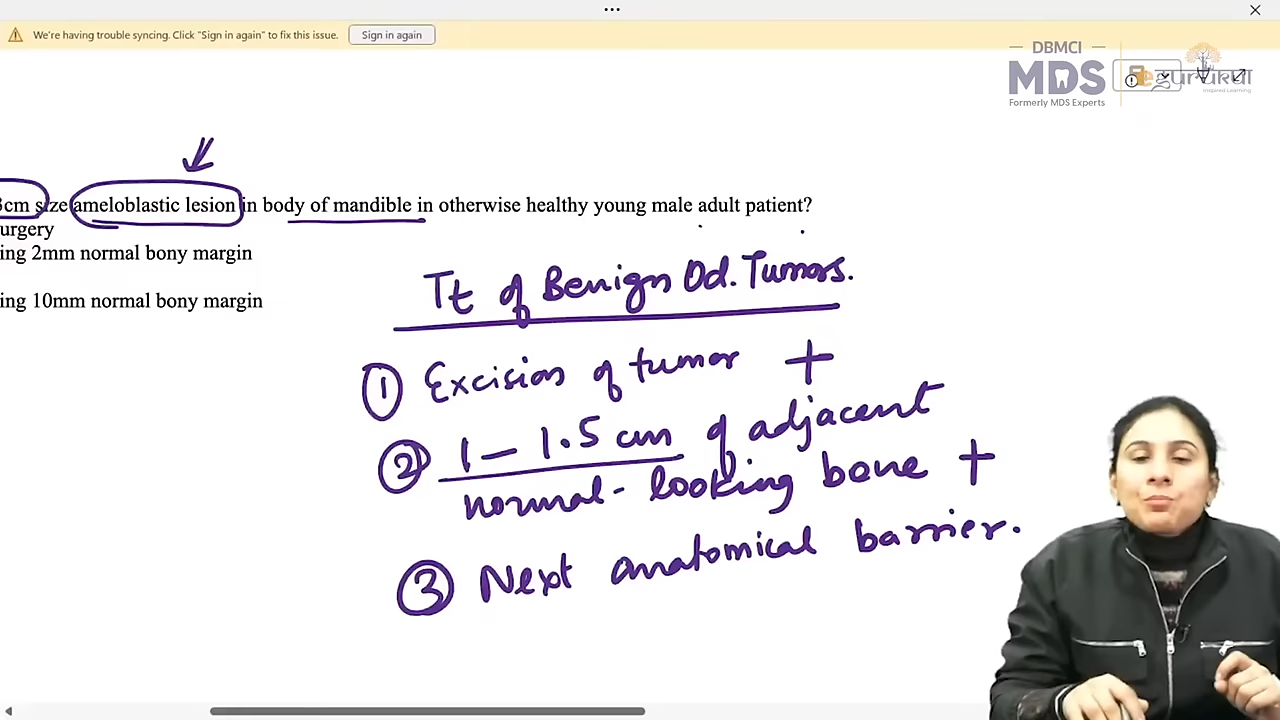 We're having trouble syncing. Click "Sign in again" to fix this issue. Sign in again
DBMCI
MDS
Formerly MDS Experts
egurukul
Inspired Learning
3cm size ameloblastic lesion in body of mandible in otherwise healthy young male adult patient?
urgery
ing 2mm normal bony margin
ing 10mm normal bony margin
Tt of Benign Od. Tumors.
① Excision of tumor +
② 1 - 1.5 cm of adjacent
normal - looking bone +
③ Next anatomical barrier.